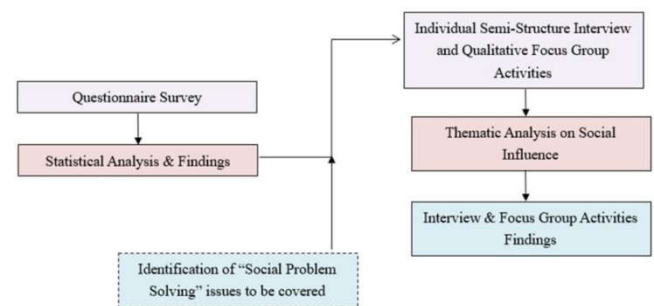 Questionnaire Survey
Statistical Analysis & Findings
Identification of “Social Problem
Solving” issues to be covered
Individual Semi-Structure Interview
and Qualitative Focus Group
Activities
Thematic Analysis on Social
Influence
Interview & Focus Group Activities
Findings